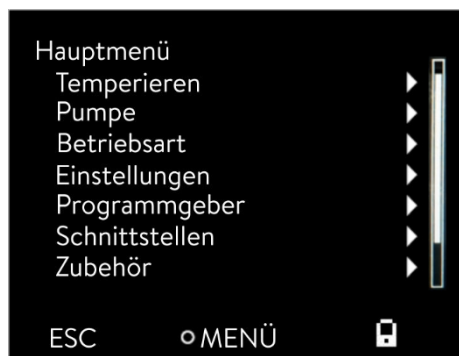 Hauptmenü
Temperieren
Pumpe
Betriebsart
Einstellungen
Programmgeber
Schnittstellen
Zubehör
ESC MENÜ